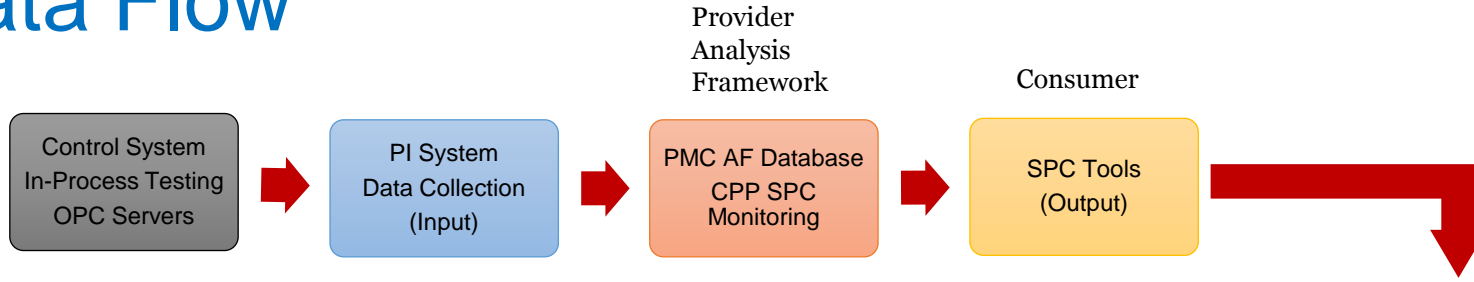 ata Flow
Provider
Analysis
Framework
Consumer
Control System
In-Process Testing
OPC Servers
PI System
Data Collection
(Input)
PMC AF Database
CPP SPC
Monitoring
SPC Tools
(Output)